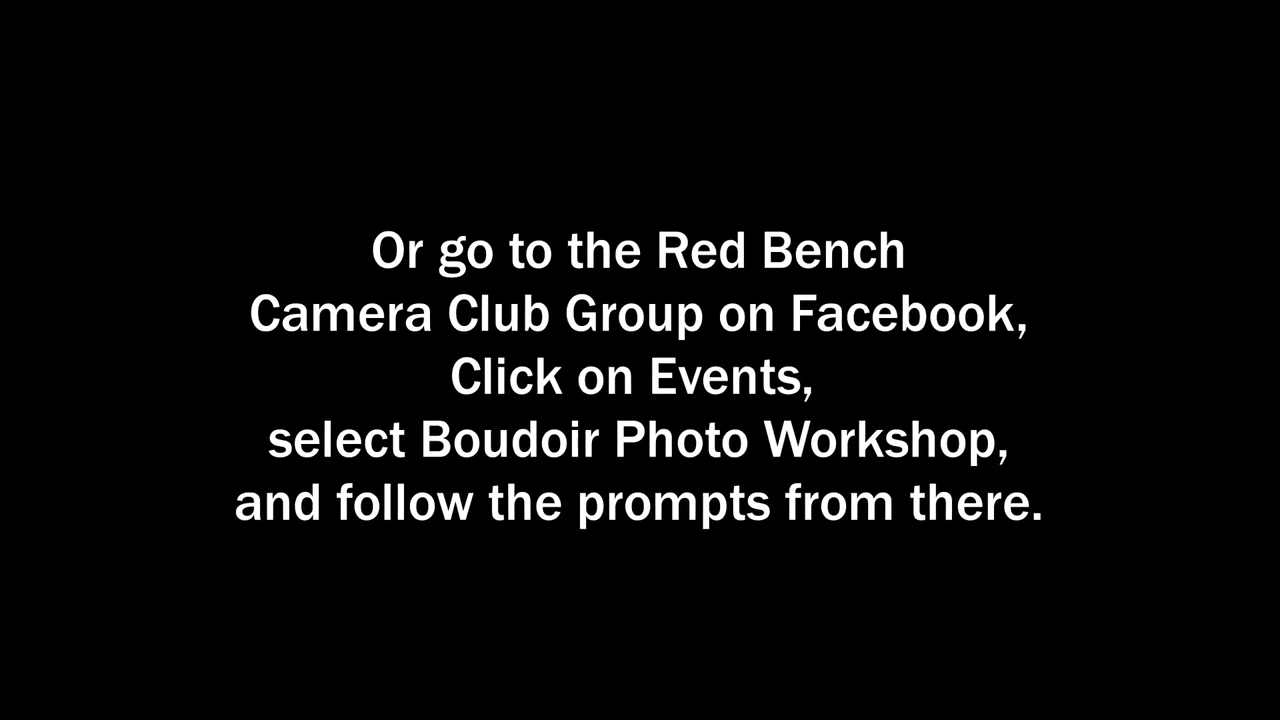 Or go to the Red Bench
Camera Club Group on Facebook,
Click on Events,
select Boudoir Photo Workshop,
and follow the prompts from there.